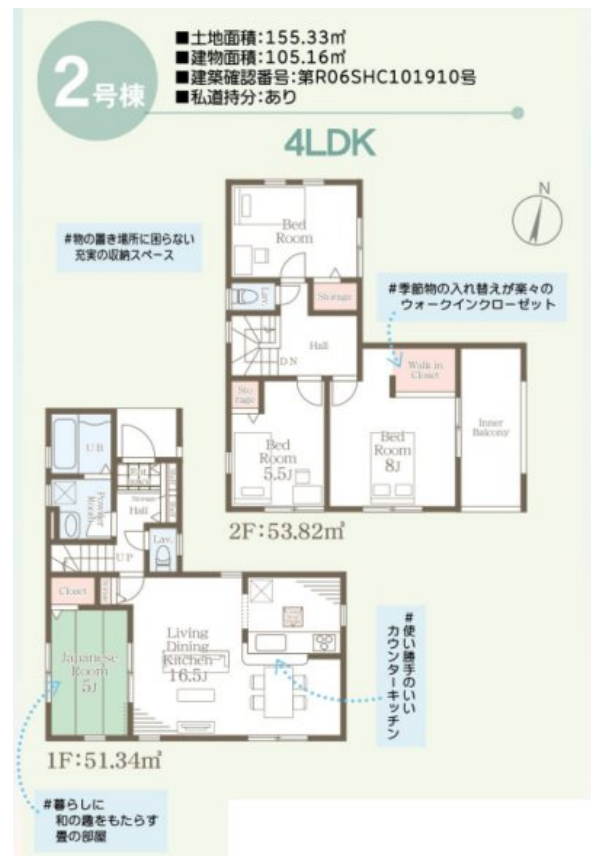 2号棟
■土地面積:155.33㎡
■建物面積:105.16㎡
■建築確認番号:第R06SHC101910号
■私道持分:あり
4LDK
N
#物の置き場所に困らない
充実の収納スペース
#季節物の入れ替えが楽々の
ウォークインクローゼット
Bed
Room
Lav.
Storage
Hall
DN
Walk in
Closet
Sto
rage
Bed
Room
5.5J
Bed
Room
8J
Inner
Balcony
2F:53.82㎡
UB
Powder
Room
Hall
UP
Lav.
Closet
Japanese
Room
5J
Living
Dining
Kitchen
16.5J
#使い勝手のいい
カウンターキッチン
1F:51.34㎡
#暮らしに
和の趣をもたらす
畳の部屋